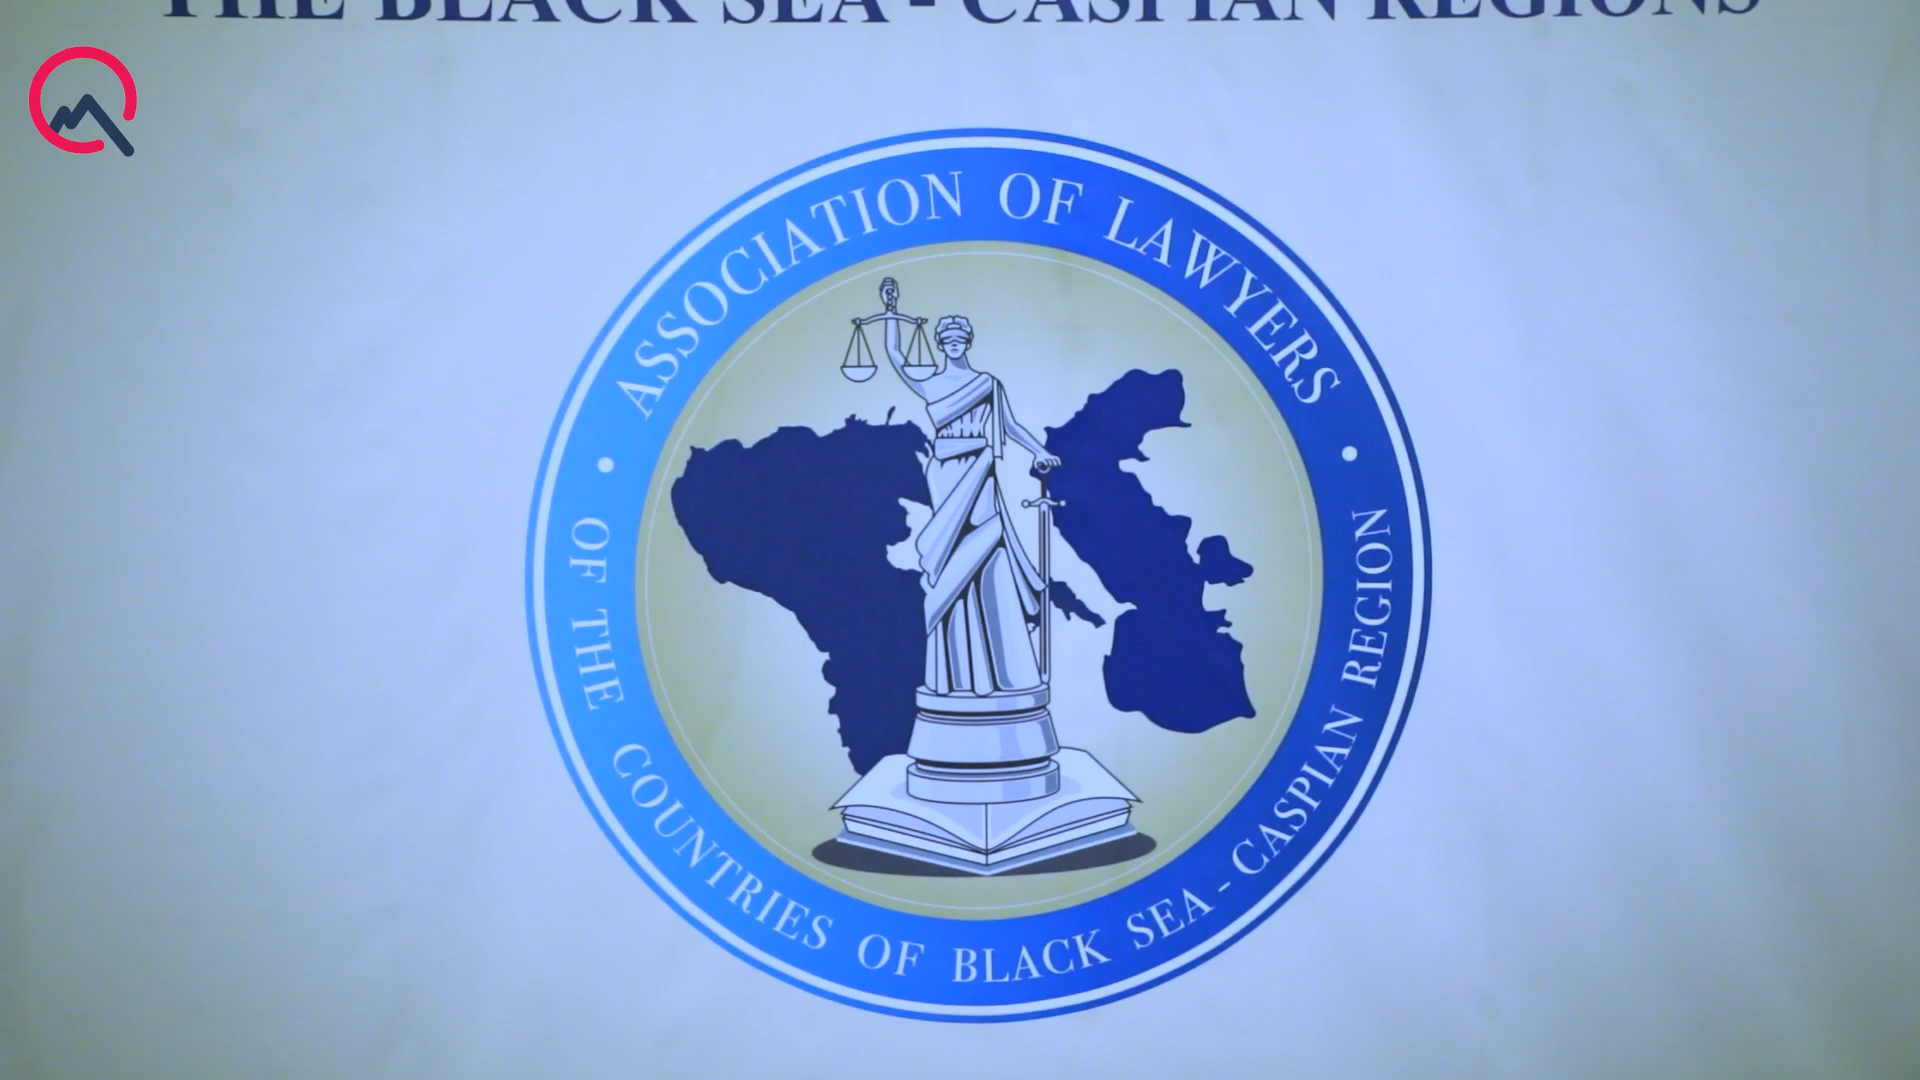 THE BLACK SEA - CASPIAN REGIONS
ASSOCIATION OF LAWYERS
OF THE COUNTRIES OF BLACK SEA - CASPIAN REGION